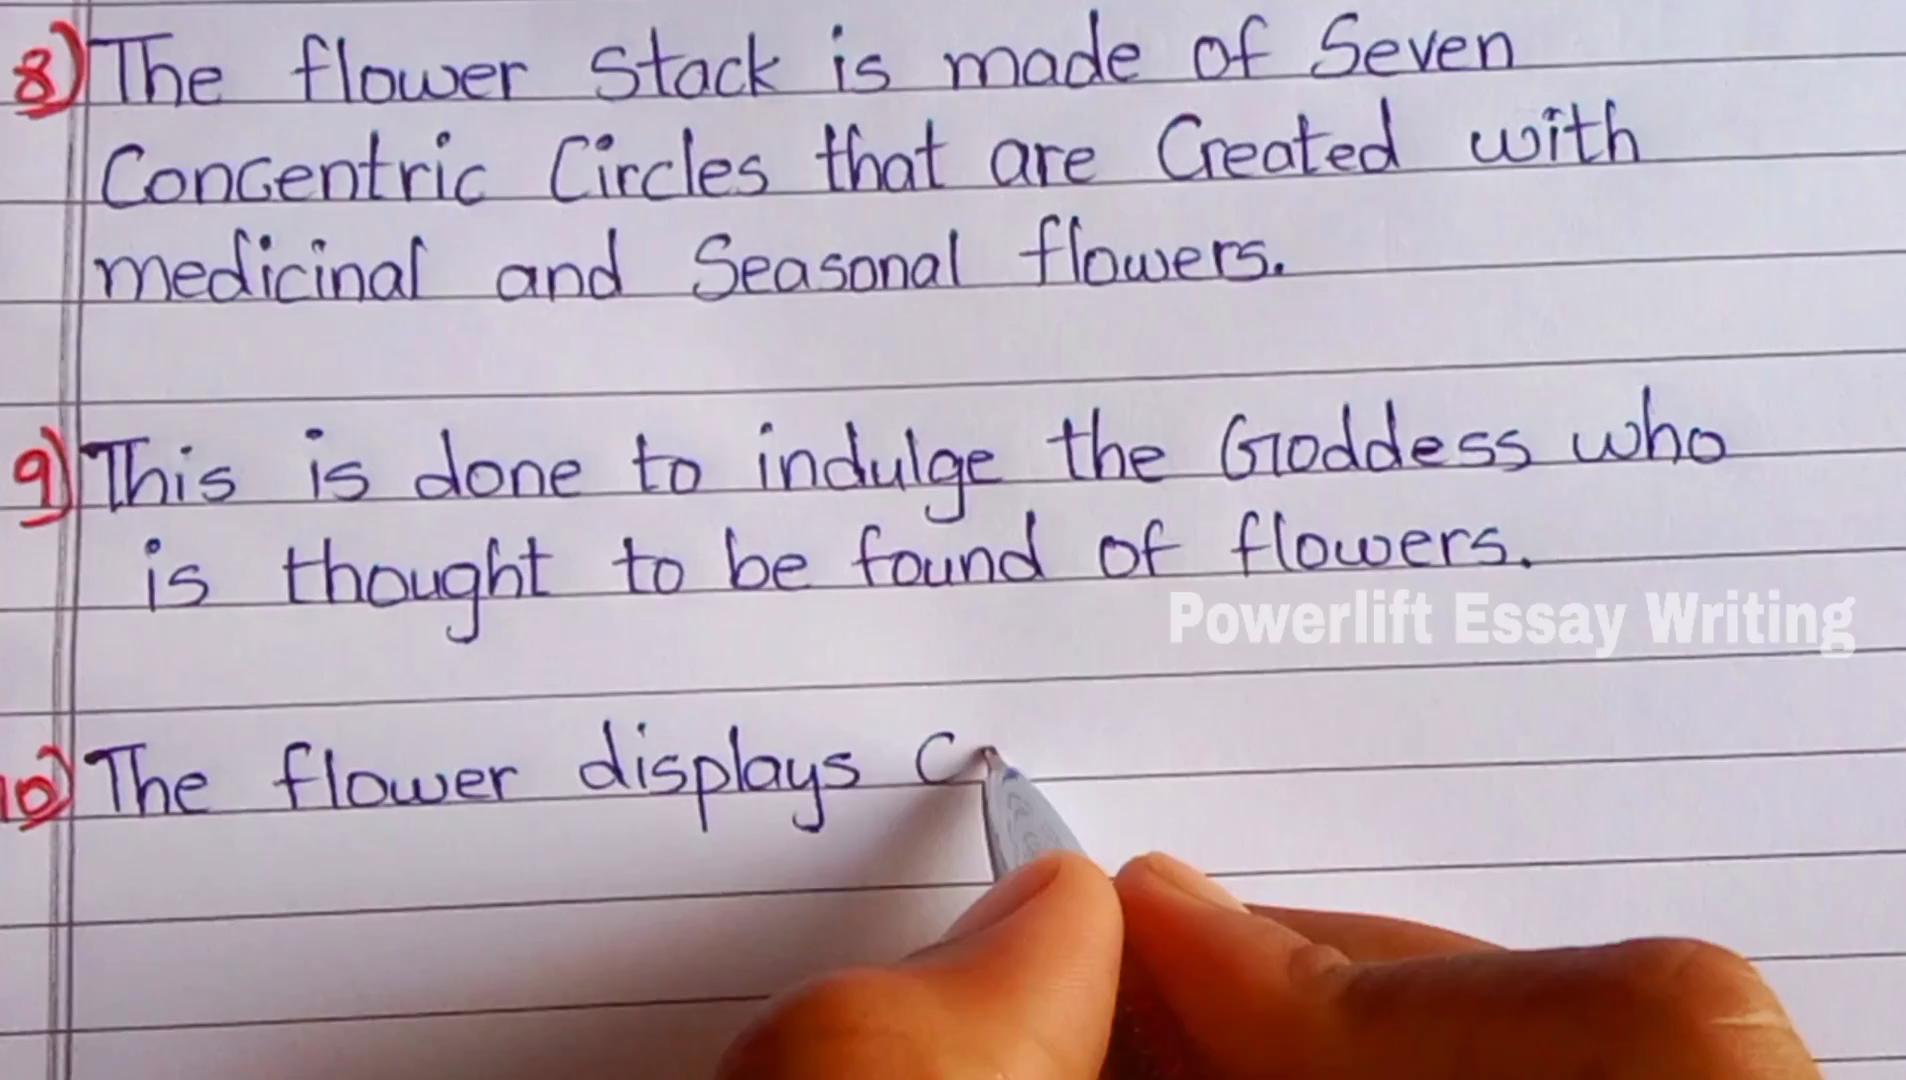 8) The flower Stack is made of Seven
Concentric Circles that are Created with
medicinal and Seasonal flowers.
9) This is done to indulge the Goddess who
is thought to be found of flowers.
Powerlift Essay Writing
10) The flower displays